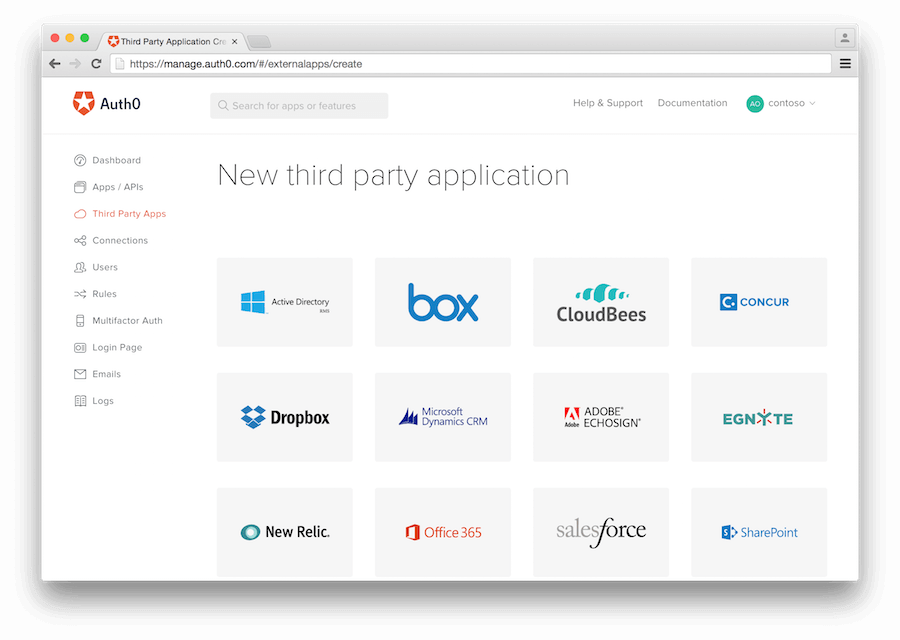 Third Party Application Cre
https://manage.auth0.com/#/externalapps/create
Auth0
Search for apps or features
Help & Support
Documentation
AO
contoso
Dashboard
Apps / APIs
Third Party Apps
Connections
Users
Rules
Multifactor Auth
Login Page
Emails
Logs
New third party application
Active Directory
RMS
box
CloudBees
C.
CONCUR
Dropbox
Microsoft
Dynamics CRM
Adobe
ADOBE®
ECHOSIGN®
EGNYTE
New Relic.
Office 365
salesforce
S
SharePoint